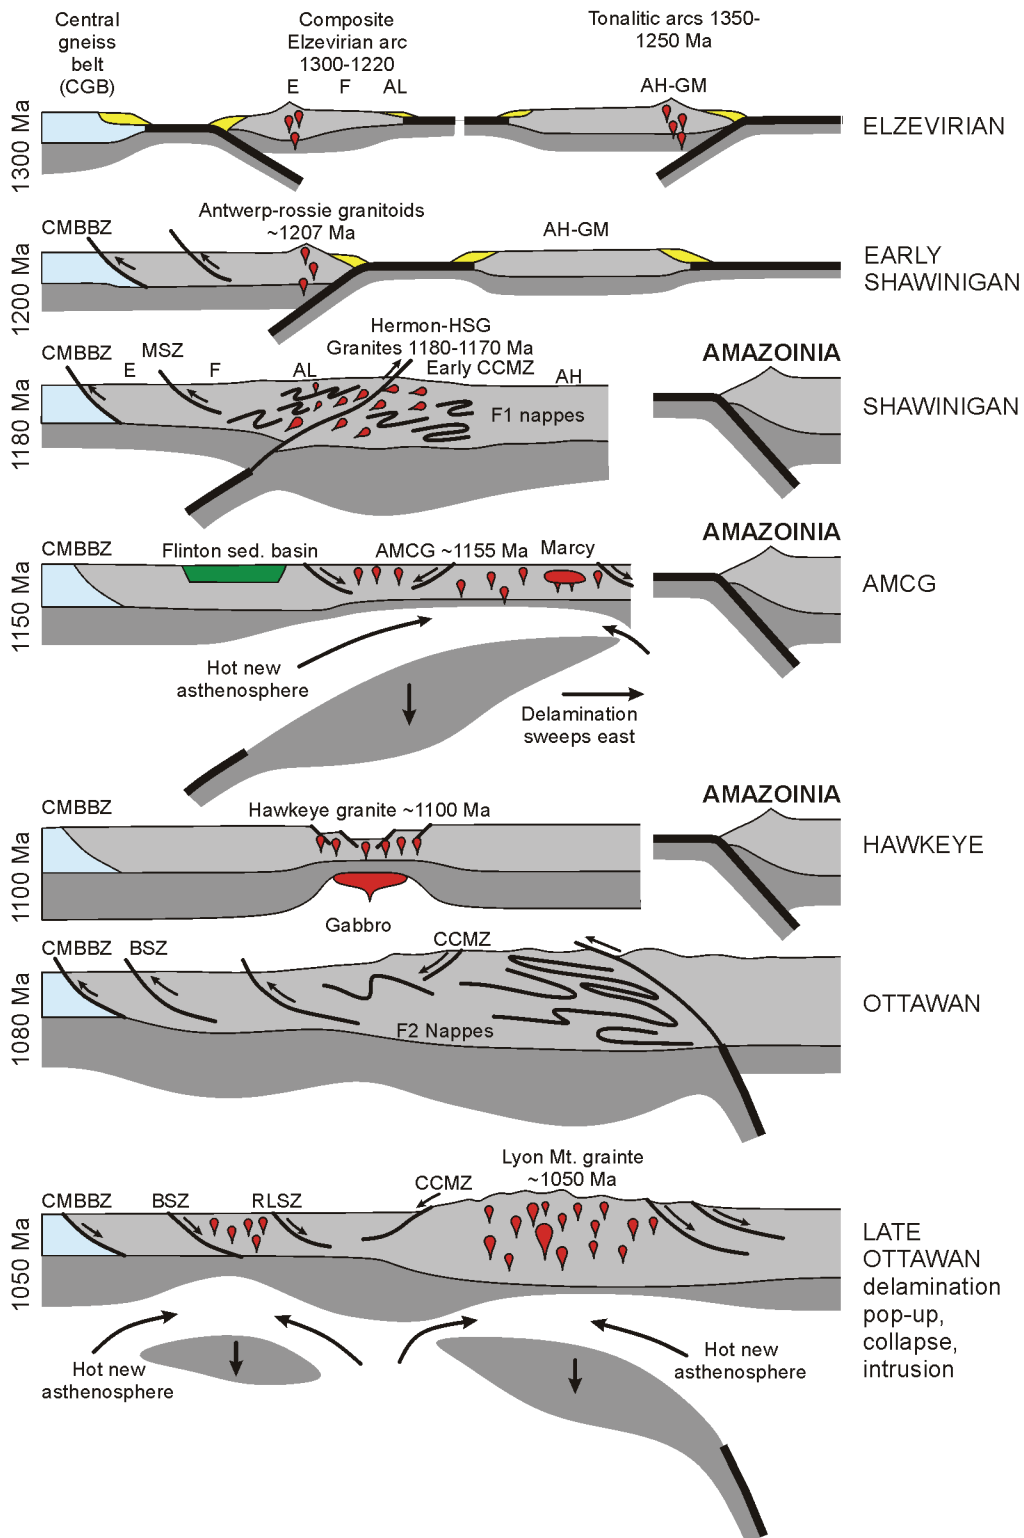 Central
gneiss
belt
(CGB)
Composite
Elzevirian arc
1300-1220
E F AL
Tonalitic arcs 1350-
1250 Ma
AH-GM
1300 Ma
ELZEVIRIAN
CMBBZ
Antwerp-rossie granitoids
~1207 Ma
AH-GM
1200 Ma
EARLY
SHAWINIGAN
CMBBZ
E
MSZ
F
AL
Hermon-HSG
Granites 1180-1170 Ma
Early CCMZ
AH
F1 nappes
AMAZOINIA
1180 Ma
SHAWINIGAN
CMBBZ
Flinton sed. basin
AMCG ~1155 Ma
Marcy
AMAZOINIA
1150 Ma
AMCG
Hot new
asthenosphere
Delamination
sweeps east
CMBBZ
Hawkeye granite ~1100 Ma
AMAZOINIA
1100 Ma
HAWKEYE
Gabbro
CMBBZ
BSZ
CCMZ
F2 Nappes
1080 Ma
OTTAWAN
CMBBZ
BSZ
RLSZ
CCMZ
Lyon Mt. grainte
~1050 Ma
1050 Ma
LATE
OTTAWAN
delamination
pop-up,
collapse,
intrusion
Hot new
asthenosphere
Hot new
asthenosphere